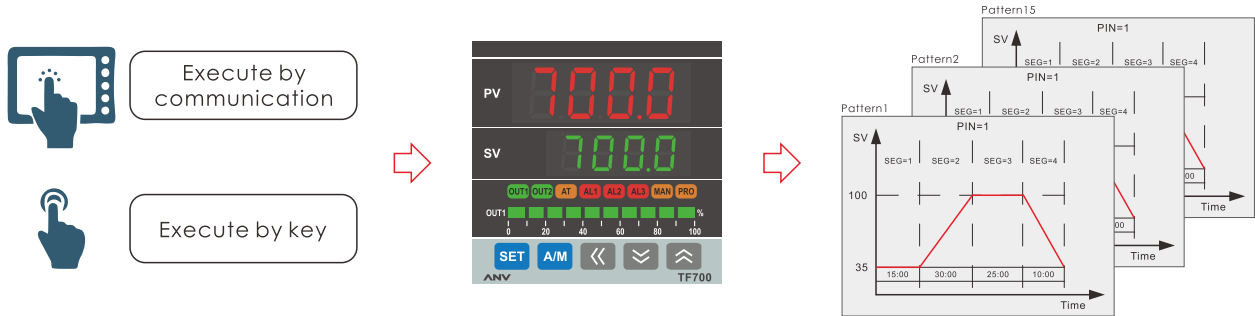 Execute by
communication
Execute by key
PV
700.0
SV
700.0
OUT1 OUT2 AT AL1 AL2 AL3 MAN PRO
OUT1 %
0 20 40 60 80 100
SET A/M
ANV TF700
Pattern15
PIN=1
SV
SEG=1 SEG=2 SEG=3 SEG=4
:00
Time
Pattern2
PIN=1
SV
SEG=1 SEG=2 SEG=3 SEG=4
:00
Time
Pattern1
PIN=1
SV
SEG=1 SEG=2 SEG=3 SEG=4
100
35
15:00 30:00 25:00 10:00
Time